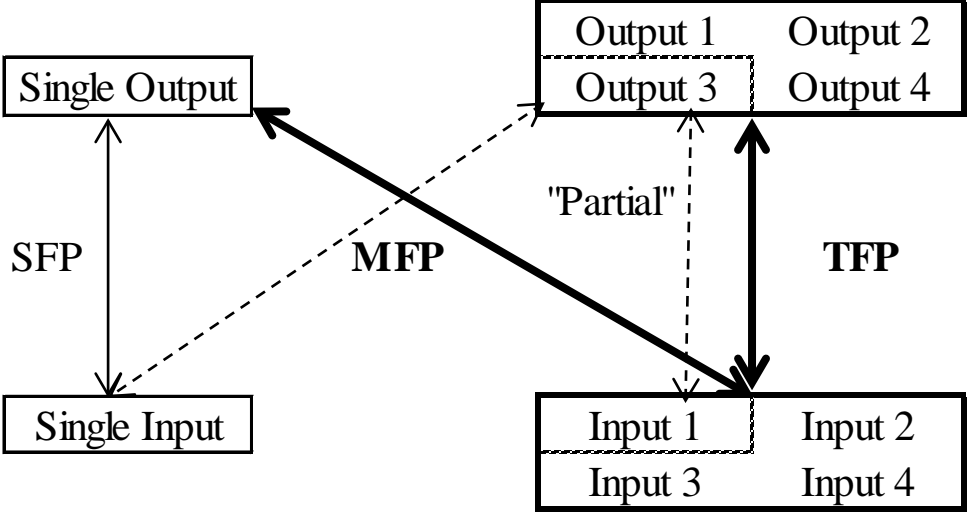 Output 1 Output 2
Single Output
Output 3 Output 4
"Partial"
SFP MFP TFP
Single Input
Input 1 Input 2
Input 3 Input 4